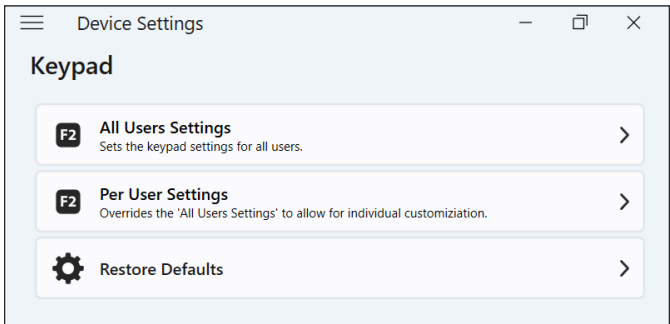 Device Settings
Keypad
F2
All Users Settings
Sets the keypad settings for all users.
F2
Per User Settings
Overrides the 'All Users Settings' to allow for individual customiziation.
Restore Defaults